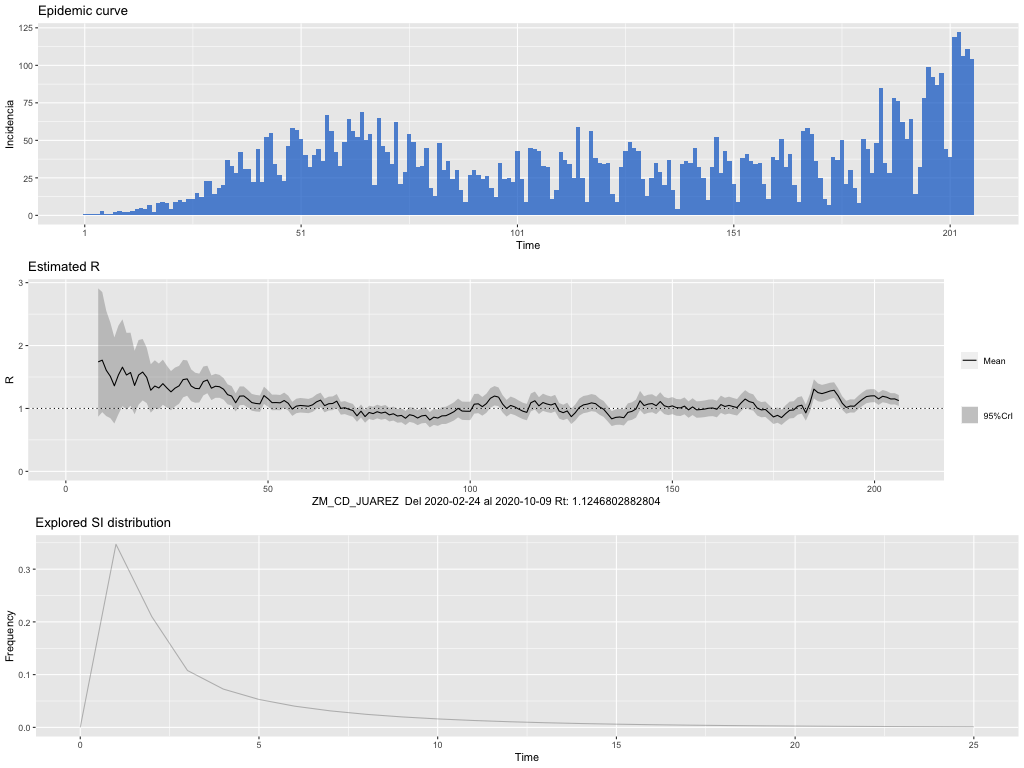 Epidemic curve
125
100
75
50
25
0
Incidencia
1 51 101 151 201
Time
Estimated R
3
2
1
0
R
Mean
95%CrI
0 50 100 150 200
ZM_CD_JUAREZ Del 2020-02-24 al 2020-10-09 Rt: 1.1246802882804
Explored SI distribution
0.3
0.2
0.1
0.0
Frequency
0 5 10 15 20 25
Time